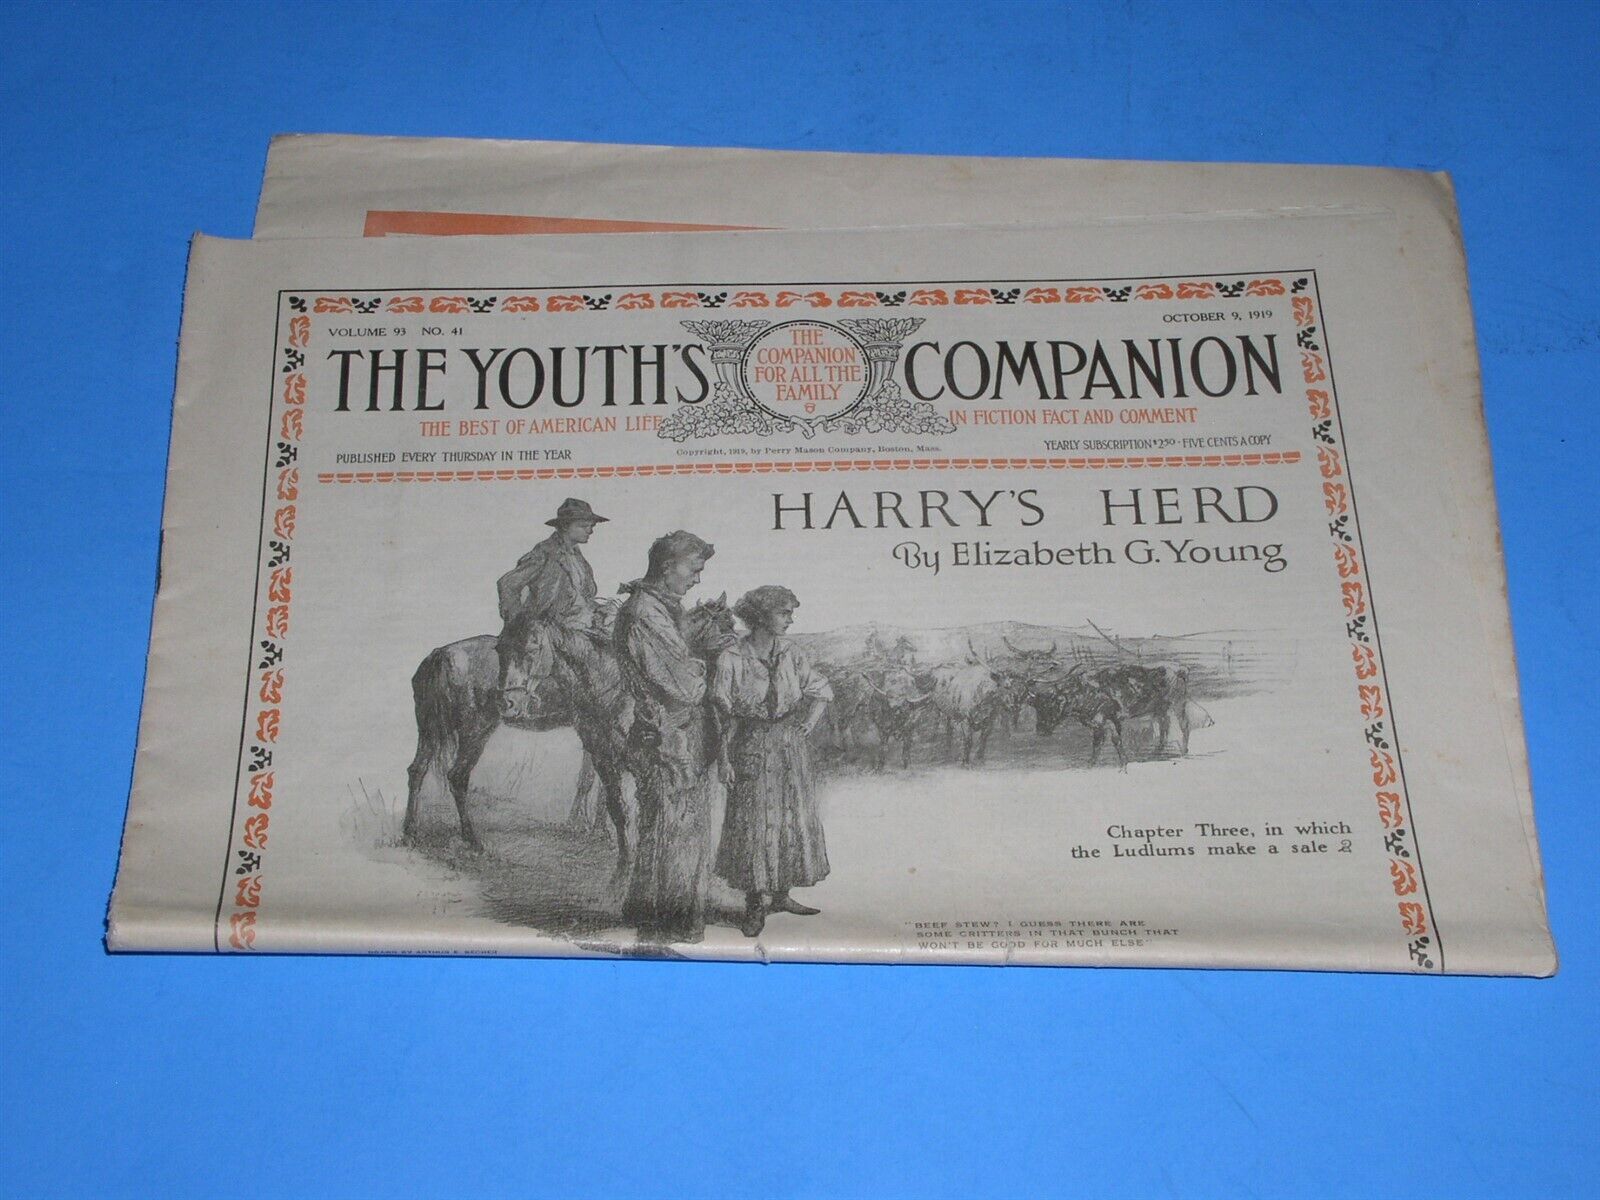 VOLUME 93 NO. 41
OCTOBER 9, 1919
THE YOUTH'S COMPANION
THE
COMPANION
FOR ALL THE
FAMILY
THE BEST OF AMERICAN LIFE
IN FICTION FACT AND COMMENT
PUBLISHED EVERY THURSDAY IN THE YEAR
Copyright, 1919, by Perry Mason Company, Boston, Mass.
YEARLY SUBSCRIPTION $2.50 - FIVE CENTS A COPY
HARRY'S HERD
By Elizabeth G. Young
Chapter Three, in which
the Ludlums make a sale
"BEEF STEW? I GUESS THERE ARE
SOME CRITTERS IN THAT BUNCH THAT
WON'T BE GOOD FOR MUCH ELSE"
DRAWN BY ARTHUR E. BECHER